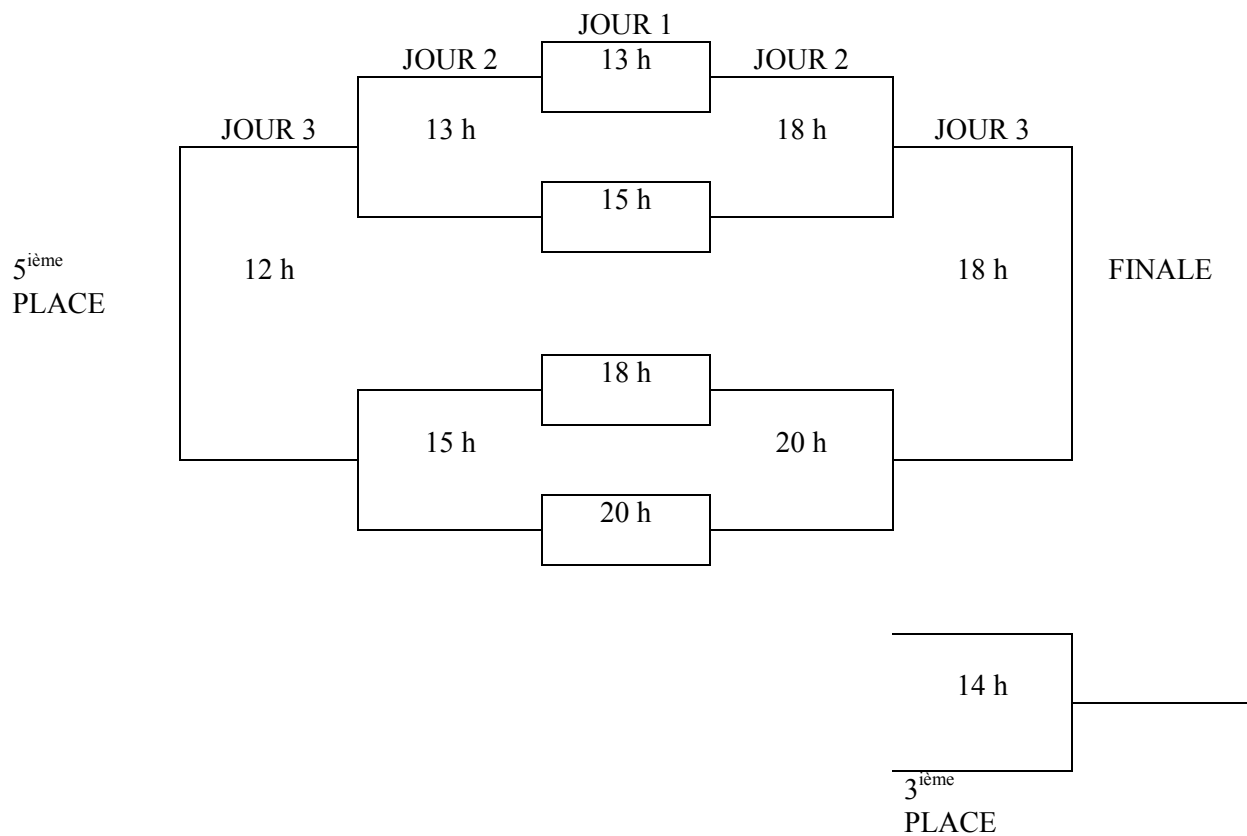 JOUR 1
JOUR 2 13 h JOUR 2
JOUR 3 13 h 18 h JOUR 3
15 h
5ième 12 h 18 h FINALE
PLACE
18 h
15 h 20 h
20 h
14 h
3ième
PLACE